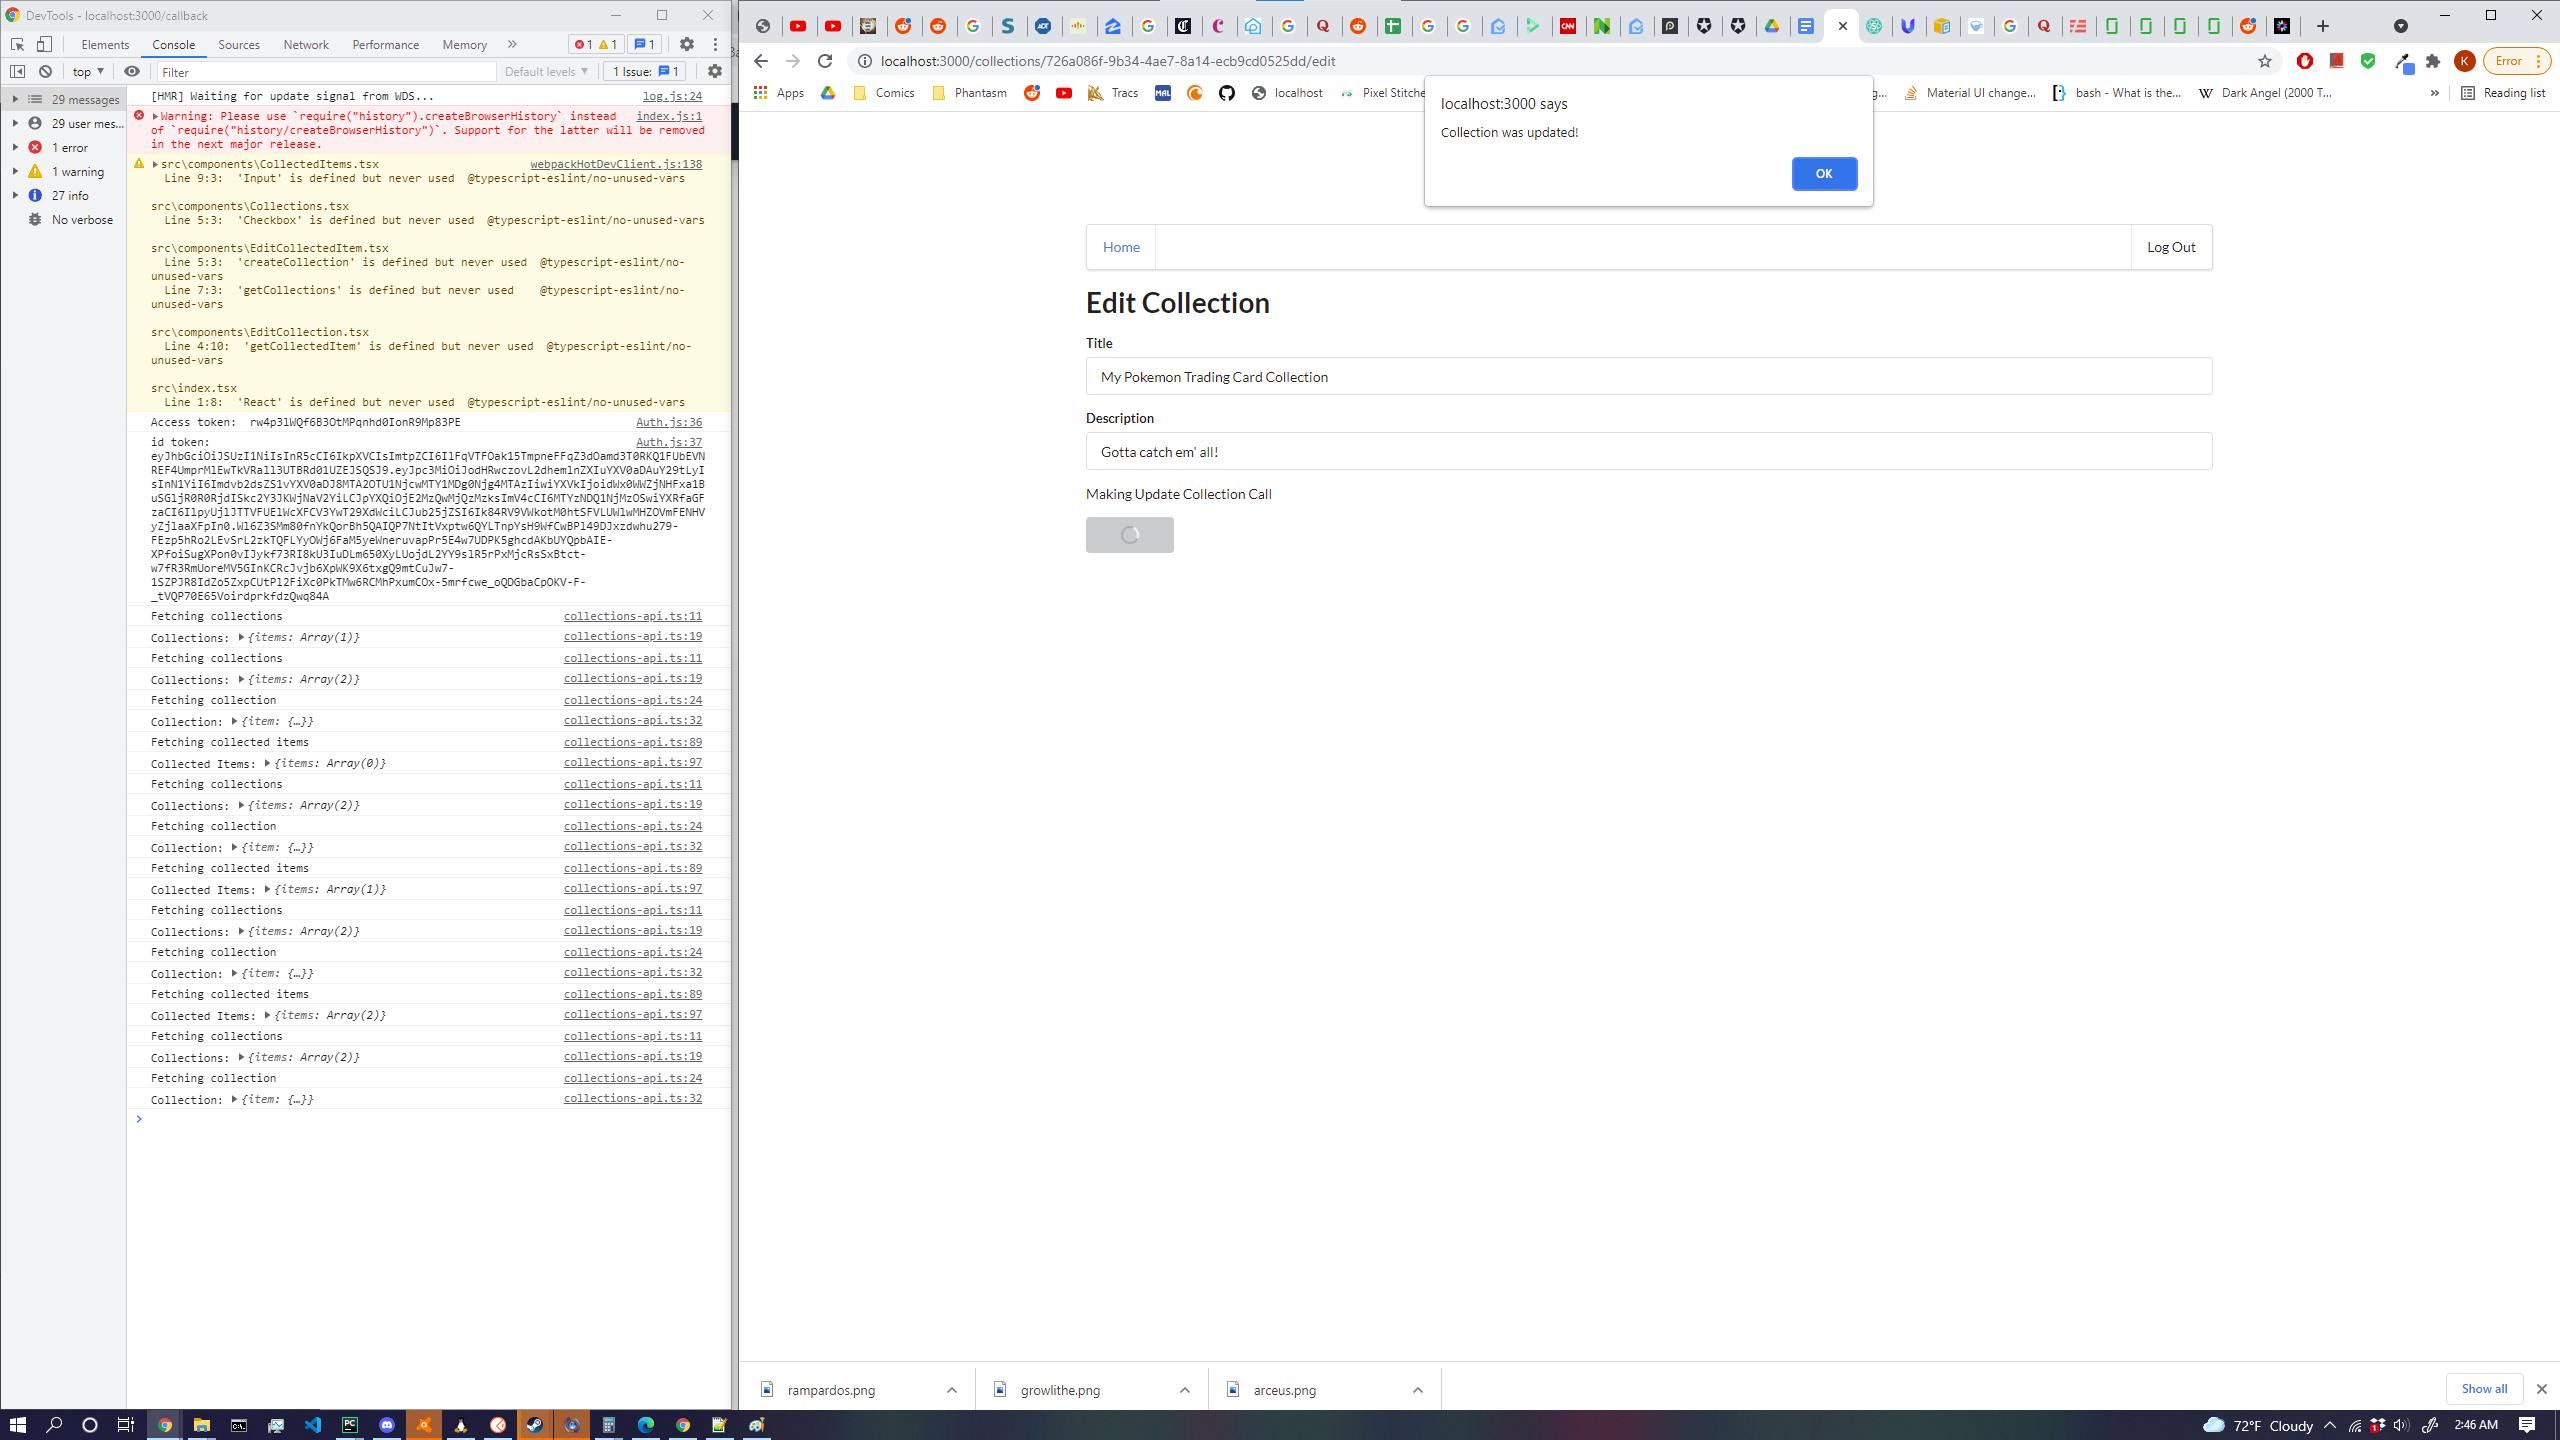 DevTools - localhost:3000/callback
Elements Console Sources Network Performance Memory » 1 1 1
top ▼ Filter Default levels ▼ 1 Issue: 1
29 messages
29 user mes...
1 error
1 warning
27 info
No verbose
[HMR] Waiting for update signal from WDS... log.js:24
Warning: Please use `require("history").createBrowserHistory` instead index.js:1
of `require("history/createBrowserHistory")`. Support for the latter will be removed
in the next major release.
src\components\CollectedItems.tsx webpackHotDevClient.js:138
Line 9:3: 'Input' is defined but never used @typescript-eslint/no-unused-vars
src\components\Collections.tsx
Line 5:3: 'Checkbox' is defined but never used @typescript-eslint/no-unused-vars
src\components\EditCollectedItem.tsx
Line 5:3: 'createCollection' is defined but never used @typescript-eslint/no-
unused-vars
Line 7:3: 'getCollections' is defined but never used @typescript-eslint/no-
unused-vars
src\components\EditCollection.tsx
Line 4:10: 'getCollectedItem' is defined but never used @typescript-eslint/no-
unused-vars
src\index.tsx
Line 1:8: 'React' is defined but never used @typescript-eslint/no-unused-vars
Access token: Auth.js:36
id token: Auth.js:37
Fetching collections collections-api.ts:11
Collections: {items: Array(1)} collections-api.ts:19
Fetching collections collections-api.ts:11
Collections: {items: Array(2)} collections-api.ts:19
Fetching collection collections-api.ts:24
Collection: {item: {…}} collections-api.ts:32
Fetching collected items collections-api.ts:89
Collected Items: {items: Array(0)} collections-api.ts:97
Fetching collections collections-api.ts:11
Collections: {items: Array(2)} collections-api.ts:19
Fetching collection collections-api.ts:24
Collection: {item: {…}} collections-api.ts:32
Fetching collected items collections-api.ts:89
Collected Items: {items: Array(1)} collections-api.ts:97
Fetching collections collections-api.ts:11
Collections: {items: Array(2)} collections-api.ts:19
Fetching collection collections-api.ts:24
Collection: {item: {…}} collections-api.ts:32
Fetching collected items collections-api.ts:89
Collected Items: {items: Array(2)} collections-api.ts:97
Fetching collections collections-api.ts:11
Collections: {items: Array(2)} collections-api.ts:19
Fetching collection collections-api.ts:24
Collection: {item: {…}} collections-api.ts:32
localhost:3000/collections/726a086f-9b34-4ae7-8a14-ecb9cd0525dd/edit K Error
Apps Comics Phantasm Tracs MAL localhost Pixel Stitche g... Material UI change... bash - What is the... Dark Angel (2000 T... » Reading list
localhost:3000 says
Collection was updated!
OK
Home Log Out
Edit Collection
Title
My Pokemon Trading Card Collection
Description
Gotta catch em' all!
Making Update Collection Call
rampardos.png growlithe.png arceus.png Show all
72°F Cloudy 2:46 AM